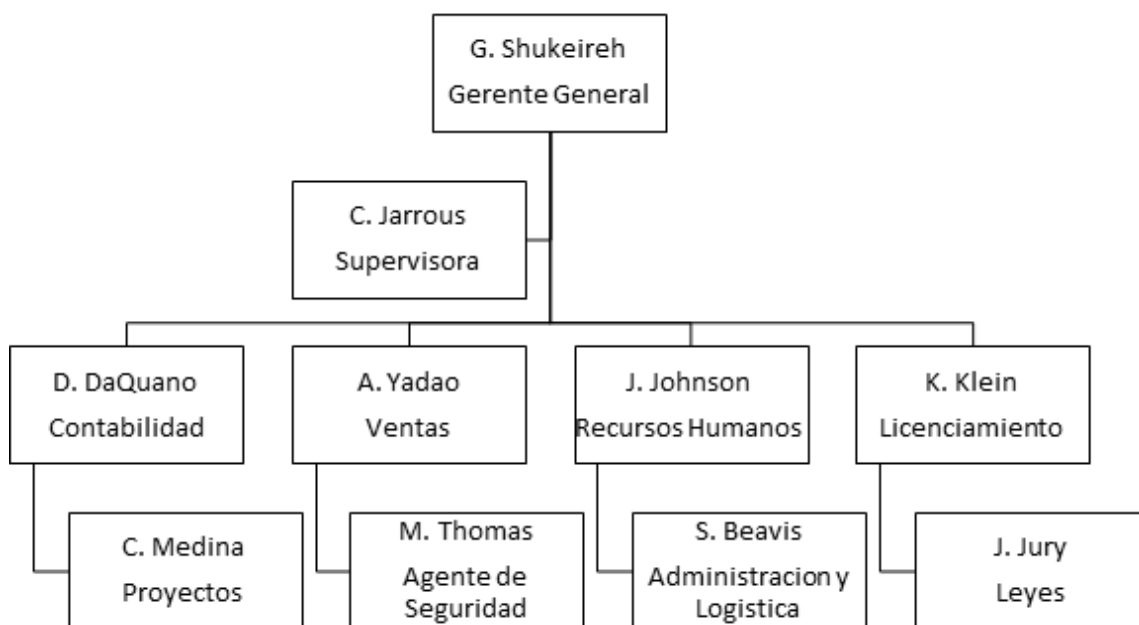 G. Shukeireh
Gerente General
C. Jarrous
Supervisora
D. DaQuano
Contabilidad
A. Yadao
Ventas
J. Johnson
Recursos Humanos
K. Klein
Licenciamiento
C. Medina
Proyectos
M. Thomas
Agente de
Seguridad
S. Beavis
Administracion y
Logistica
J. Jury
Leyes